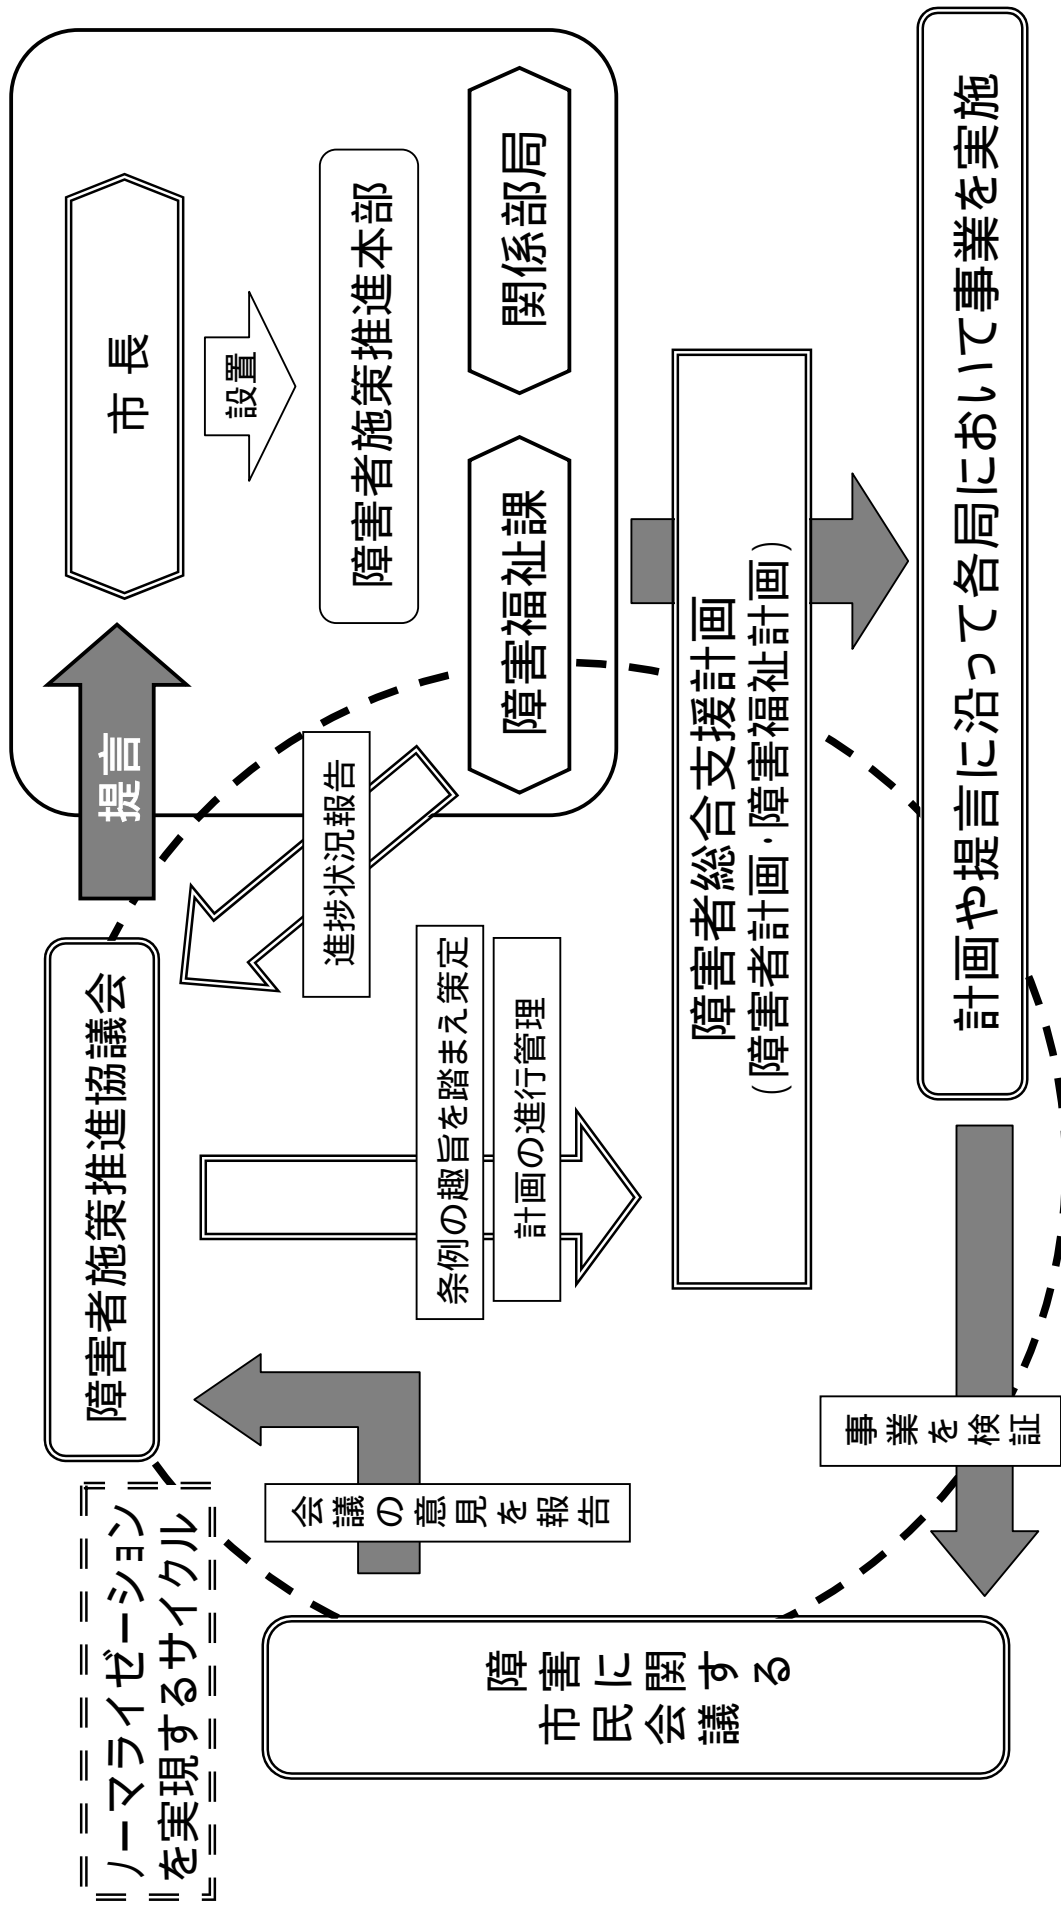 ノーマライゼーション
を実現するサイクル
障害者施策推進協議会
提言
市長
設置
障害者施策推進本部
障害福祉課
関係部局
進捗状況報告
会議の意見を報告
条例の趣旨を踏まえ策定
計画の進行管理
障害に関する
市民会議
障害者総合支援計画
(障害者計画・障害福祉計画)
事業を検証
計画や提言に沿って各局において事業を実施